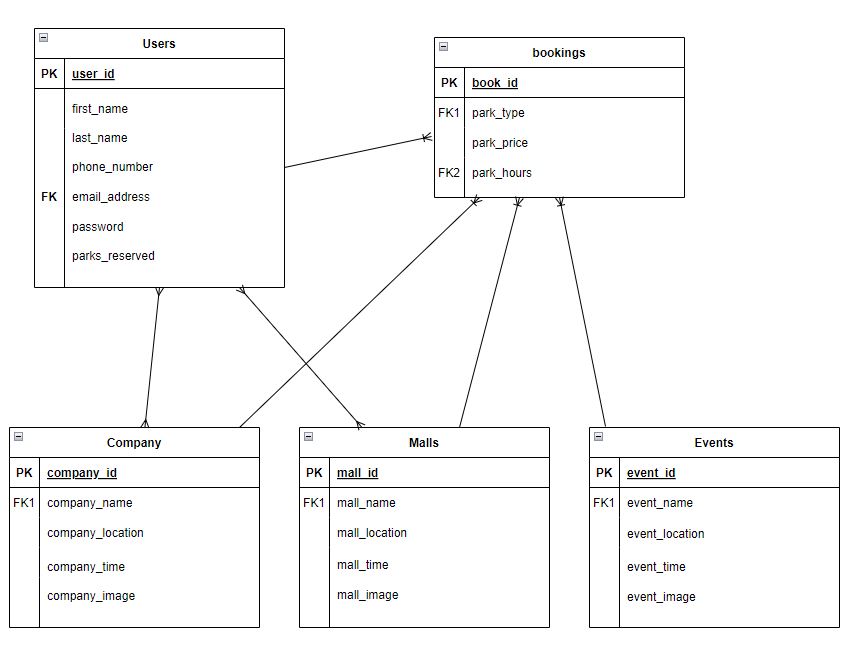 Users
PK user_id
first_name
last_name
phone_number
FK email_address
password
parks_reserved
bookings
PK book_id
FK1 park_type
park_price
FK2 park_hours
Company
PK company_id
FK1 company_name
company_location
company_time
company_image
Malls
PK mall_id
FK1 mall_name
mall_location
mall_time
mall_image
Events
PK event_id
FK1 event_name
event_location
event_time
event_image